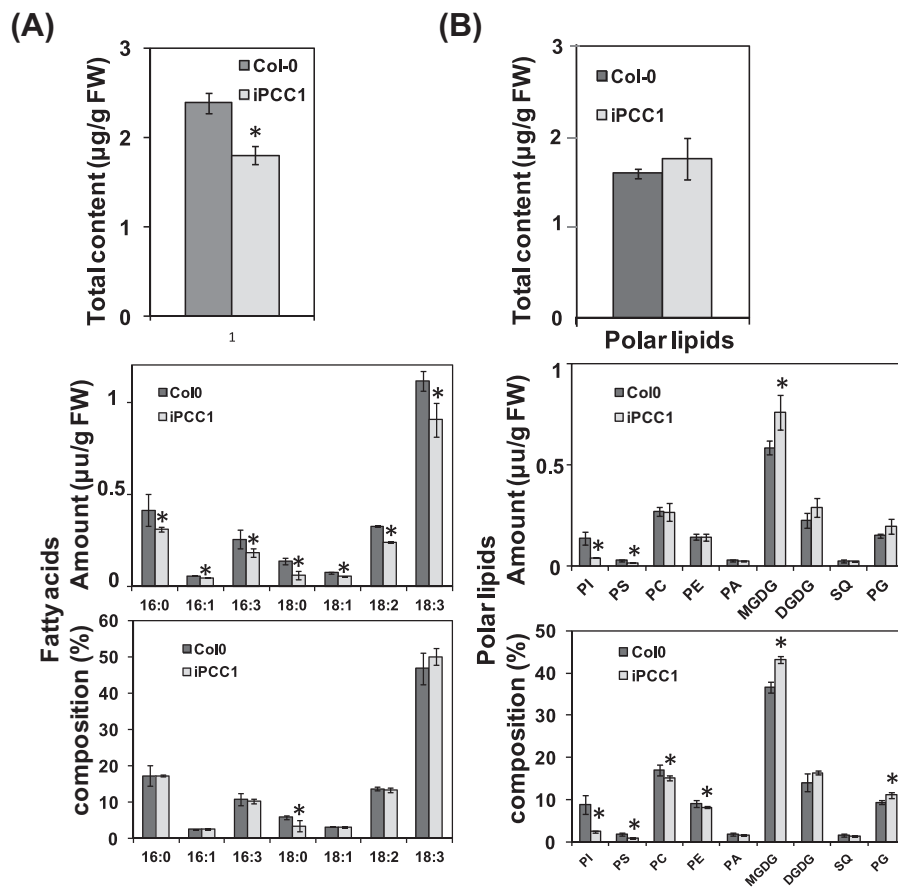 (A)
(B)
Total content (µg/g FW)
3
2
1
0
Col-0
iPCC1
*
1
Total content (µg/g FW)
3
2
1
0
Col-0
iPCC1
Polar lipids
Fatty acids
Amount (µu/g FW)
1
0.5
0
Col0
iPCC1
* * * * * * *
16:0 16:1 16:3 18:0 18:1 18:2 18:3
Polar lipids
Amount (µu/g FW)
1
0.5
0
Col0
iPCC1
* * *
PI PS PC PE PA MGDG DGDG SQ PG
composition (%)
60
50
40
30
20
10
0
Col0
iPCC1
*
16:0 16:1 16:3 18:0 18:1 18:2 18:3
composition (%)
50
40
30
20
10
0
Col0
iPCC1
* * * * * *
PI PS PC PE PA MGDG DGDG SQ PG